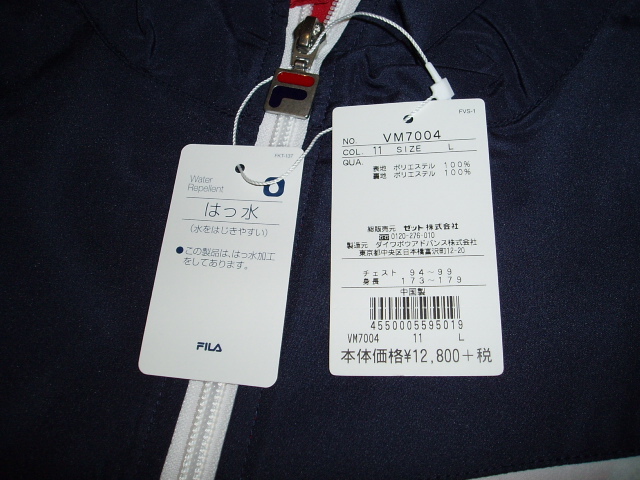 Water
Repellent
はっ水
(水をはじきやすい)
●この製品は、はっ水加工
をしてあります。
FILA
FVS-1
NO. VM7004
COL. 11 SIZE L
QUA.
表地 ポリエステル 100%
裏地 ポリエステル 100%
総販売元 ゼット株式会社
0120-276-010
製造元 ダイワボウアドバンス株式会社
東京都中央区日本橋富沢町12-20
チェスト 94~99
身長 173~179
中国製
4550005595019
VM7004 11 L
本体価格¥12,800+税